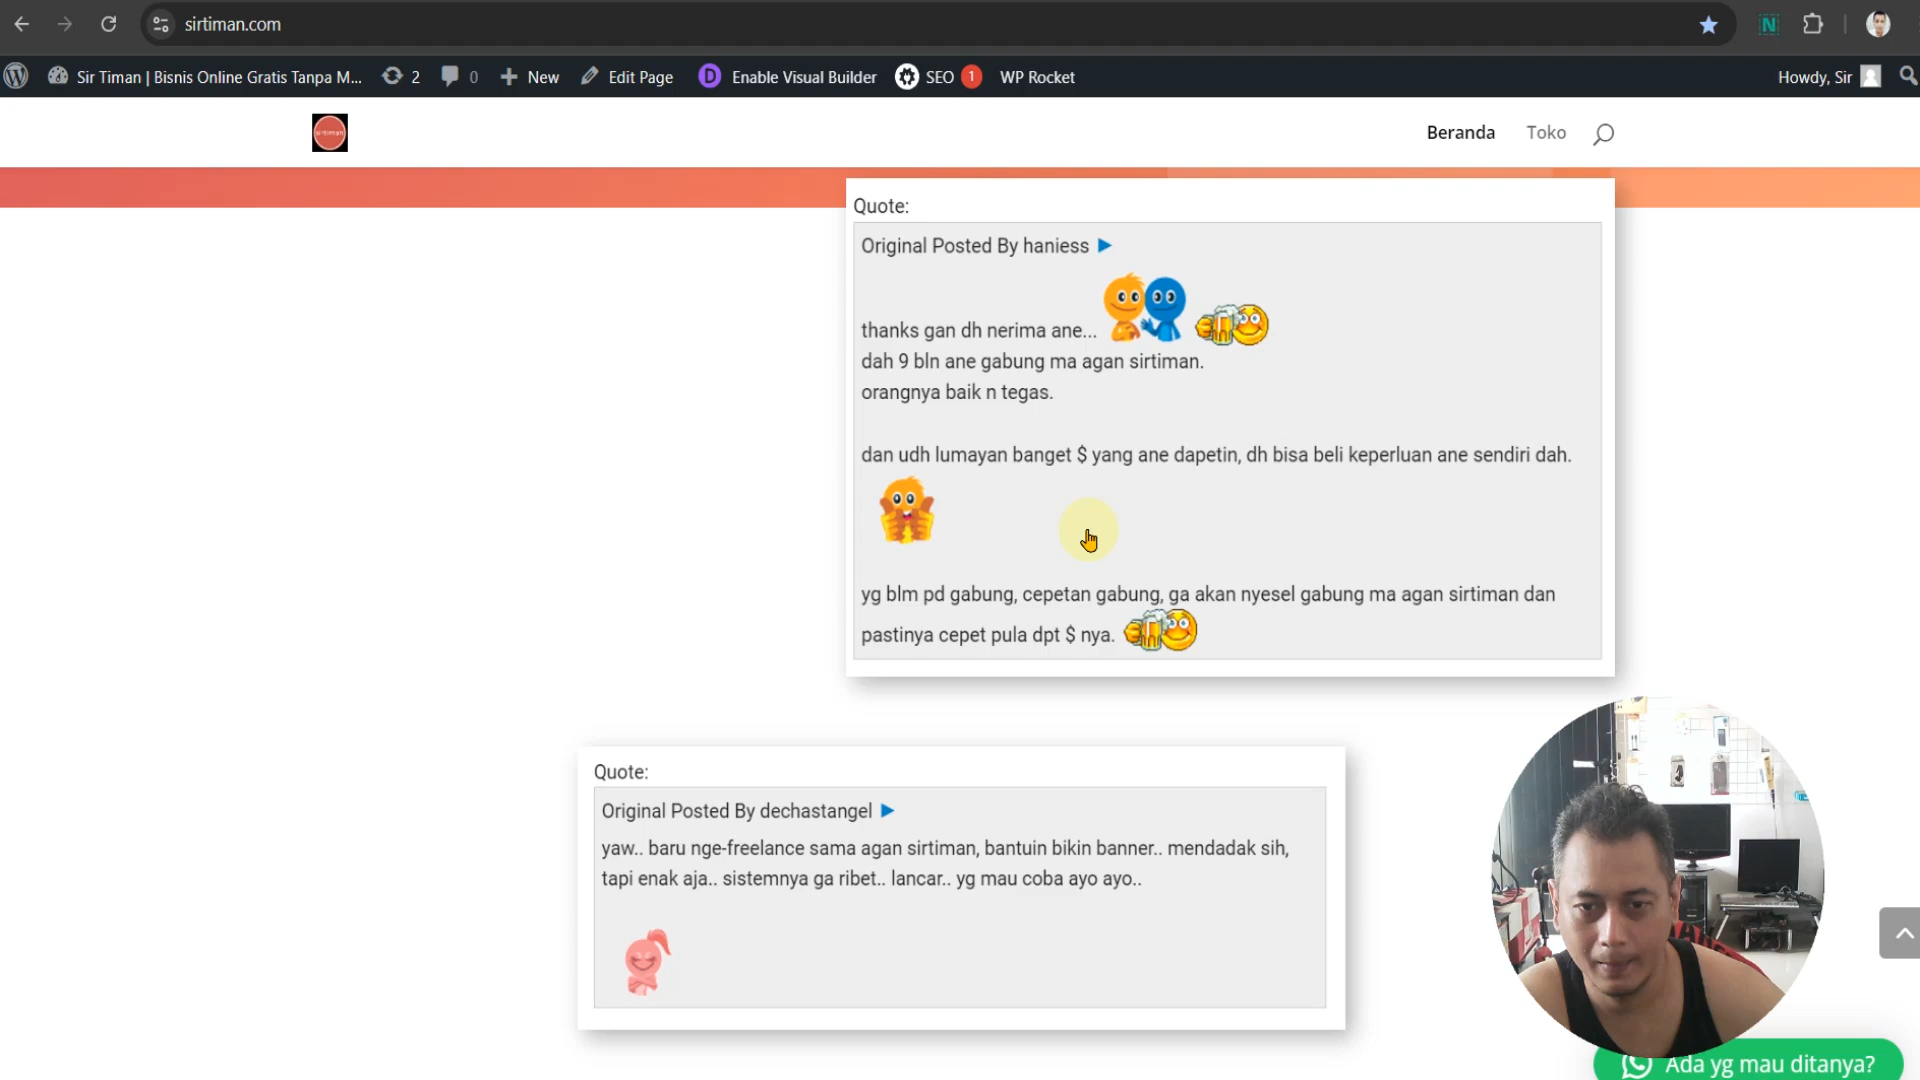 sirtiman.com
Sir Timan | Bisnis Online Gratis Tanpa M... 2 0 New Edit Page D Enable Visual Builder SEO 1 WP Rocket Howdy, Sir
Beranda Toko
Quote:
Original Posted By haniess
thanks gan dh nerima ane...
dah 9 bln ane gabung ma agan sirtiman.
orangnya baik n tegas.
dan udh lumayan banget $ yang ane dapetin, dh bisa beli keperluan ane sendiri dah.
yg blm pd gabung, cepetan gabung, ga akan nyesel gabung ma agan sirtiman dan
pastinya cepet pula dpt $ nya.
Quote:
Original Posted By dechastangel
yaw.. baru nge-freelance sama agan sirtiman, bantuin bikin banner.. mendadak sih,
tapi enak aja.. sistemnya ga ribet.. lancar.. yg mau coba ayo ayo..
Ada yg mau ditanya?